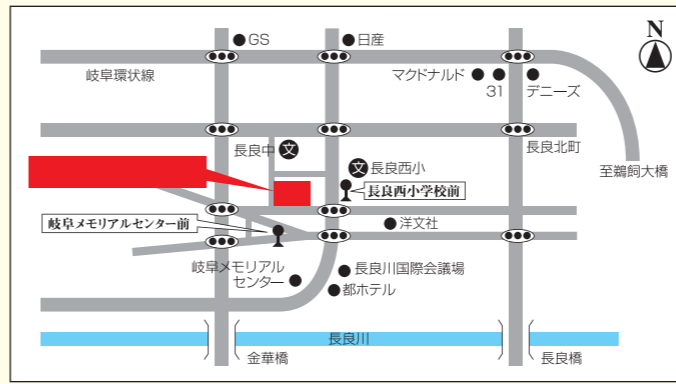 GS
日産
N
岐阜環状線
マクドナルド
31
デニーズ
長良中
文
文
長良西小
長良北町
至鵜飼大橋
長良西小学校前
岐阜メモリアルセンター前
洋文社
岐阜メモリアル
センター
長良川国際会議場
都ホテル
長良川
金華橋
長良橋